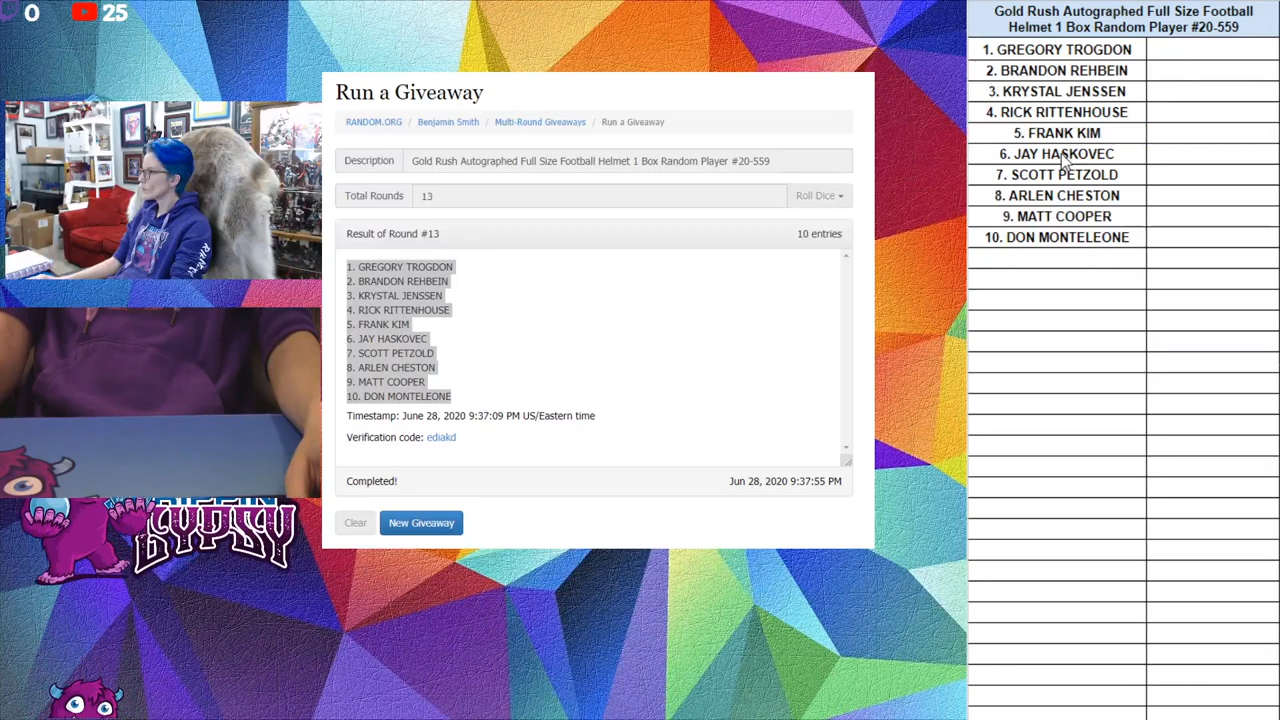 0
25
Run a Giveaway
RANDOM.ORG / Benjamin Smith / Multi-Round Giveaways / Run a Giveaway
Description Gold Rush Autographed Full Size Football Helmet 1 Box Random Player #20-559
Total Rounds 13 Roll Dice
Result of Round #13 10 entries
1. GREGORY TROGDON
2. BRANDON REHBEIN
3. KRYSTAL JENSSEN
4. RICK RITTENHOUSE
5. FRANK KIM
6. JAY HASKOVEC
7. SCOTT PETZOLD
8. ARLEN CHESTON
9. MATT COOPER
10. DON MONTELEONE
Timestamp: June 28, 2020 9:37:09 PM US/Eastern time
Verification code: ediakd
Completed! Jun 28, 2020 9:37:55 PM
Clear New Giveaway
GYPSY
Gold Rush Autographed Full Size Football
Helmet 1 Box Random Player #20-559
1. GREGORY TROGDON
2. BRANDON REHBEIN
3. KRYSTAL JENSSEN
4. RICK RITTENHOUSE
5. FRANK KIM
6. JAY HASKOVEC
7. SCOTT PETZOLD
8. ARLEN CHESTON
9. MATT COOPER
10. DON MONTELEONE